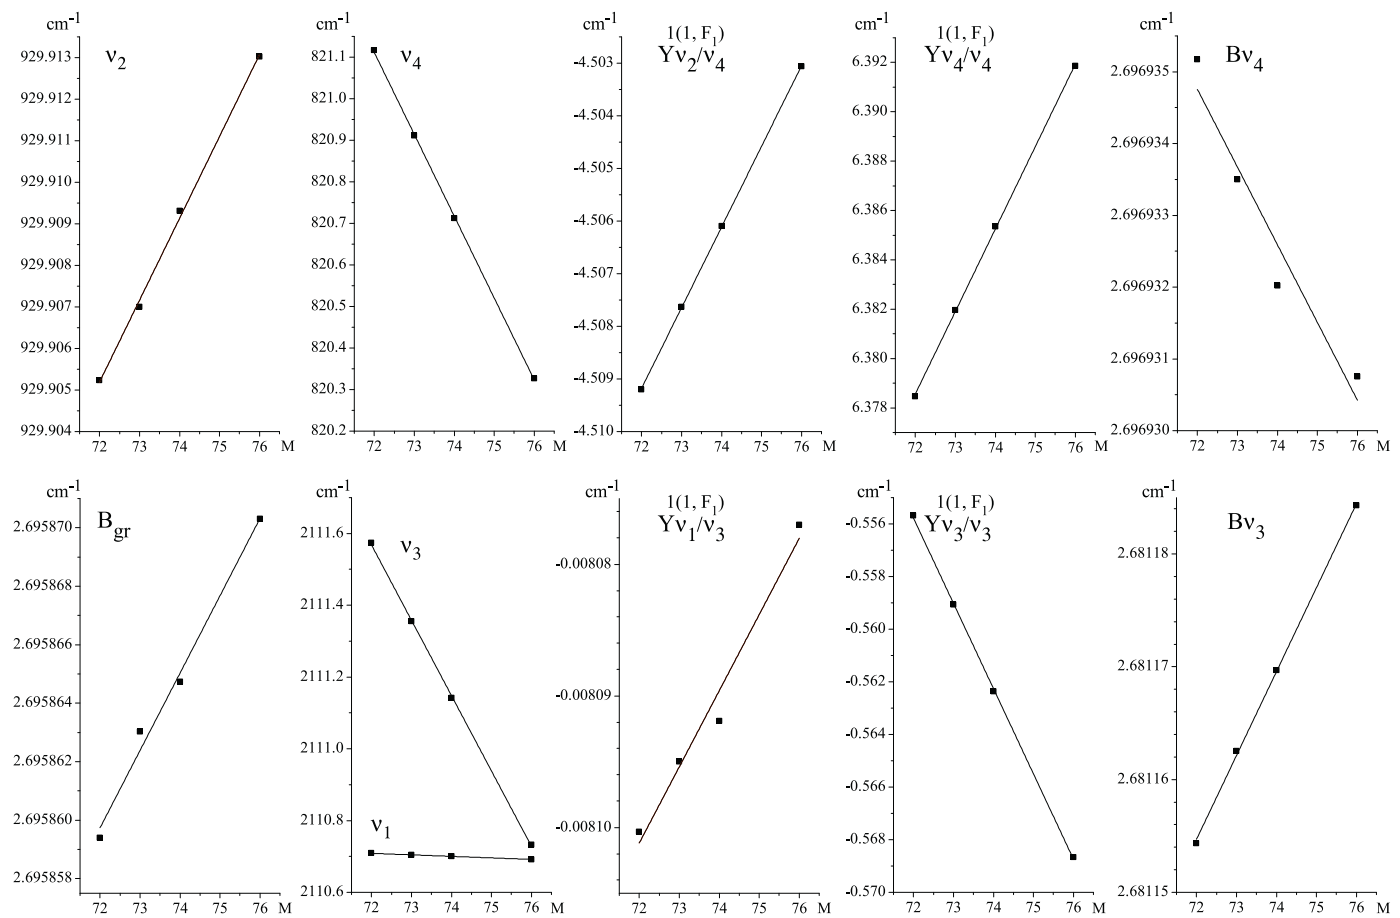 cm⁻¹
ν₂
929.913
929.912
929.911
929.910
929.909
929.908
929.907
929.906
929.905
929.904
72 73 74 75 76 M
cm⁻¹
ν₄
821.1
821.0
820.9
820.8
820.7
820.6
820.5
820.4
820.3
820.2
72 73 74 75 76 M
cm⁻¹
1(1, F₁)
Yν₂/ν₄
-4.503
-4.504
-4.505
-4.506
-4.507
-4.508
-4.509
-4.510
72 73 74 75 76 M
cm⁻¹
1(1, F₁)
Yν₄/ν₄
6.392
6.390
6.388
6.386
6.384
6.382
6.380
6.378
72 73 74 75 76 M
cm⁻¹
Bν₄
2.696935
2.696934
2.696933
2.696932
2.696931
2.696930
72 73 74 75 76 M
cm⁻¹
B_gr
2.695870
2.695868
2.695866
2.695864
2.695862
2.695860
2.695858
72 73 74 75 76 M
cm⁻¹
ν₃
ν₁
2111.6
2111.4
2111.2
2111.0
2110.8
2110.6
72 73 74 75 76 M
cm⁻¹
1(1, F₁)
Yν₁/ν₃
-0.00808
-0.00809
-0.00810
72 73 74 75 76 M
cm⁻¹
1(1, F₁)
Yν₃/ν₃
-0.556
-0.558
-0.560
-0.562
-0.564
-0.566
-0.568
-0.570
72 73 74 75 76 M
cm⁻¹
Bν₃
2.68118
2.68117
2.68116
2.68115
72 73 74 75 76 M